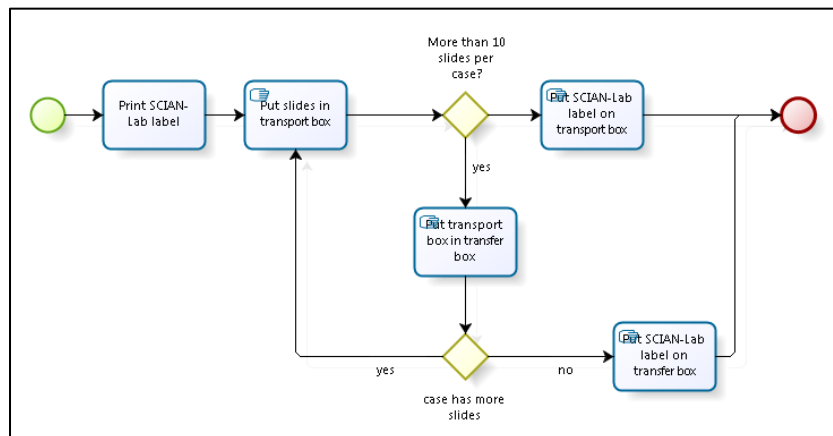 More than 10
slides per
case?
Print SCIAN-
Lab label
Put slides in
transport box
Put SCIAN-Lab
label on
transport box
yes
Put transport
box in transfer
box
yes
no
Put SCIAN-Lab
label on
transfer box
case has more
slides